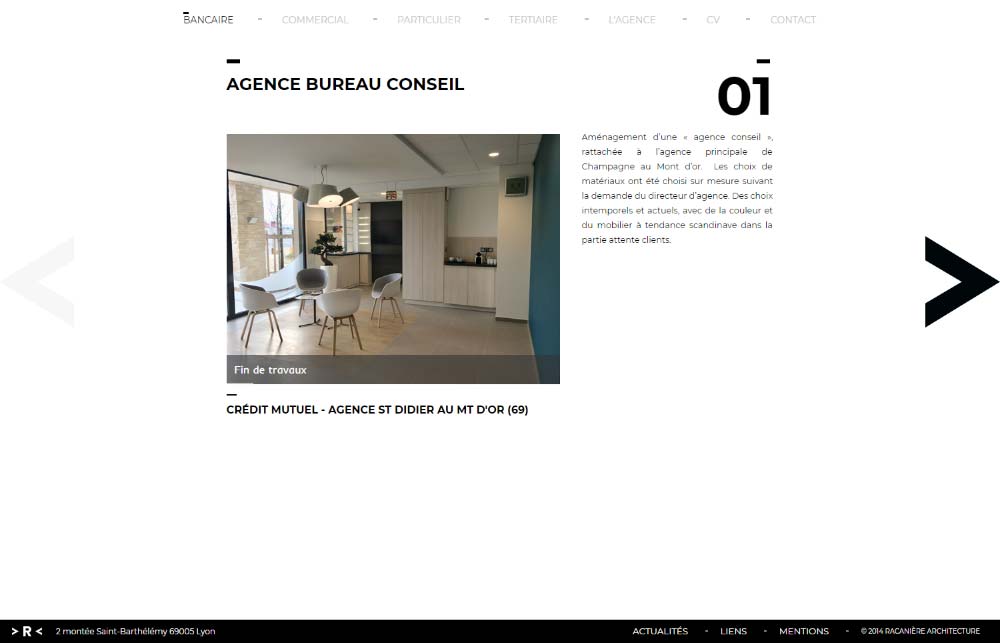 BANCAIRE - COMMERCIAL - PARTICULIER - TERTIAIRE - L'AGENCE - CV - CONTACT
AGENCE BUREAU CONSEIL
01
Aménagement d'une « agence conseil »,
rattachée à l'agence principale de
Champagne au Mont d'or. Les choix de
matériaux ont été choisi sur mesure suivant
la demande du directeur d'agence. Des choix
intemporels et actuels, avec de la couleur et
du mobilier à tendance scandinave dans la
partie attente clients.
Fin de travaux
CRÉDIT MUTUEL - AGENCE ST DIDIER AU MT D'OR (69)
> R < 2 montée Saint-Barthélémy 69005 Lyon ACTUALITÉS - LIENS - MENTIONS - © 2014 RACANIÈRE ARCHITECTURE